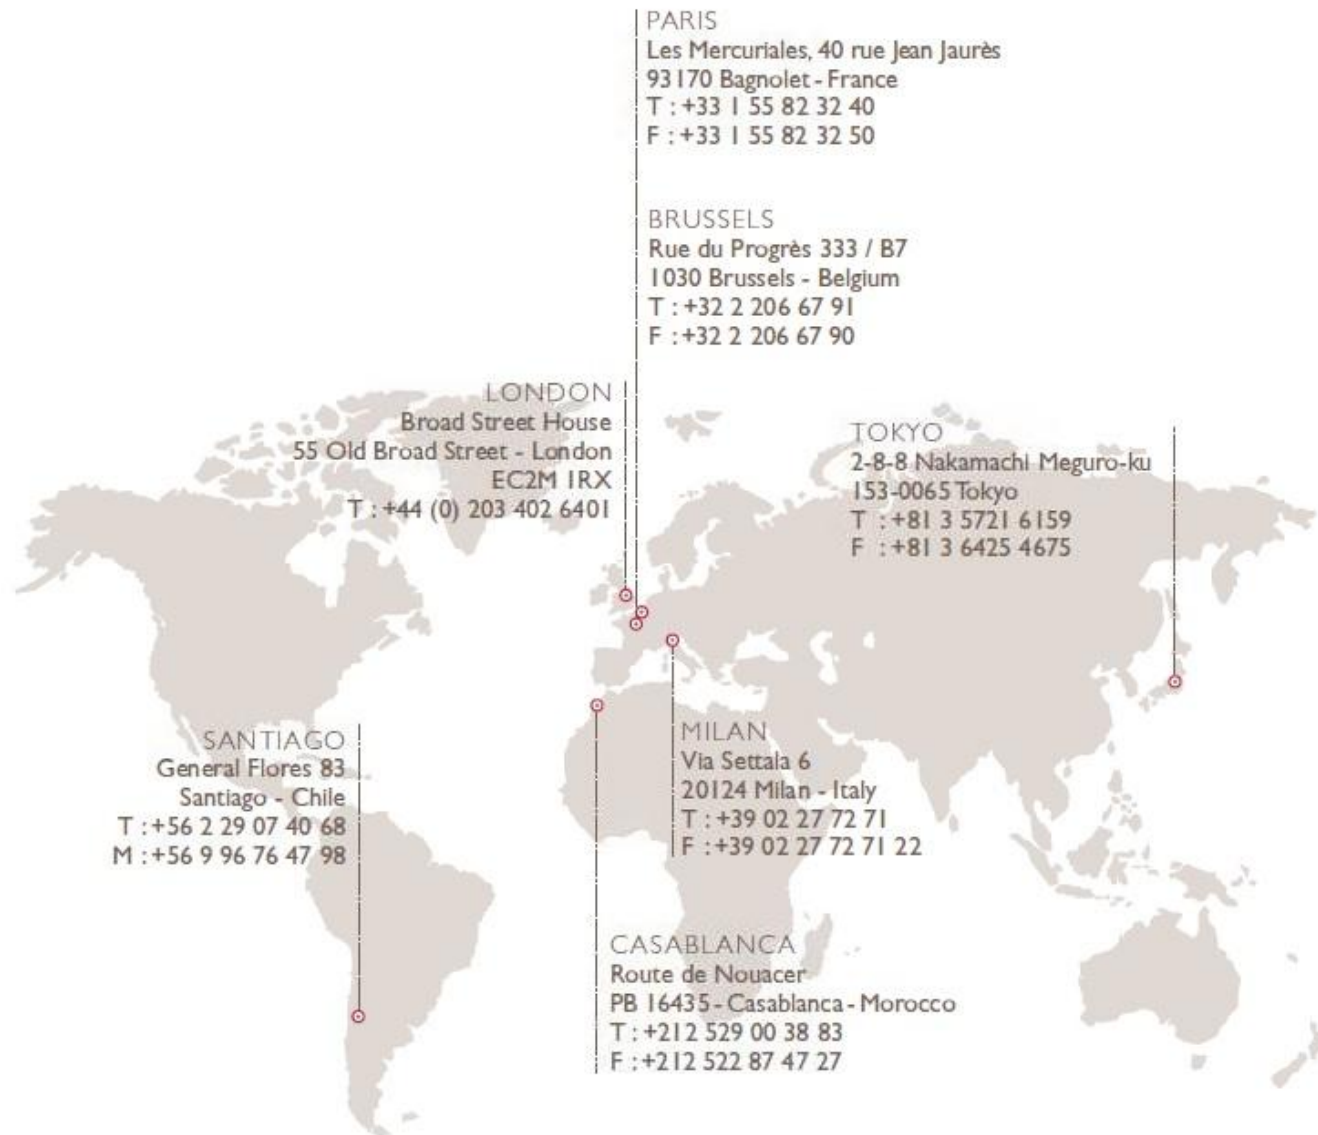 PARIS
Les Mercuriales, 40 rue Jean Jaurès
93170 Bagnolet - France
T : +33 1 55 82 32 40
F : +33 1 55 82 32 50
BRUSSELS
Rue du Progrès 333 / B7
1030 Brussels - Belgium
T : +32 2 206 67 91
F : +32 2 206 67 90
LONDON
Broad Street House
55 Old Broad Street - London
EC2M 1RX
T : +44 (0) 203 402 6401
TOKYO
2-8-8 Nakamachi Meguro-ku
153-0065 Tokyo
T : +81 3 5721 6159
F : +81 3 6425 4675
SANTIAGO
General Flores 83
Santiago - Chile
T : +56 2 29 07 40 68
M : +56 9 96 76 47 98
MILAN
Via Settala 6
20124 Milan - Italy
T : +39 02 27 72 71
F : +39 02 27 72 71 22
CASABLANCA
Route de Nouacer
PB 16435 - Casablanca - Morocco
T : +212 529 00 38 83
F : +212 522 87 47 27